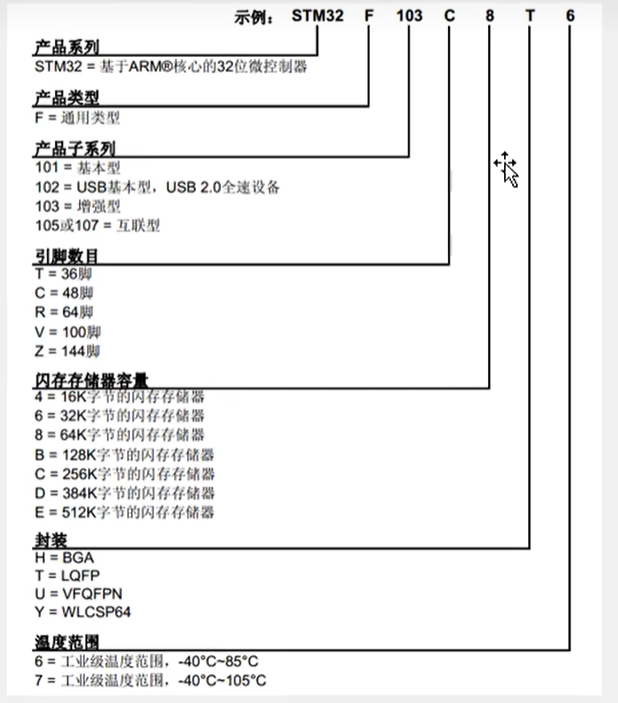 示例： STM32 F 103 C 8 T 6
产品系列
STM32 = 基于ARM®核心的32位微控制器
产品类型
F = 通用类型
产品子系列
101 = 基本型
102 = USB基本型，USB 2.0全速设备
103 = 增强型
105或107 = 互联型
引脚数目
T = 36脚
C = 48脚
R = 64脚
V = 100脚
Z = 144脚
闪存存储器容量
4 = 16K字节的闪存存储器
6 = 32K字节的闪存存储器
8 = 64K字节的闪存存储器
B = 128K字节的闪存存储器
C = 256K字节的闪存存储器
D = 384K字节的闪存存储器
E = 512K字节的闪存存储器
封装
H = BGA
T = LQFP
U = VFQFPN
Y = WLCSP64
温度范围
6 = 工业级温度范围，-40°C~85°C
7 = 工业级温度范围，-40°C~105°C